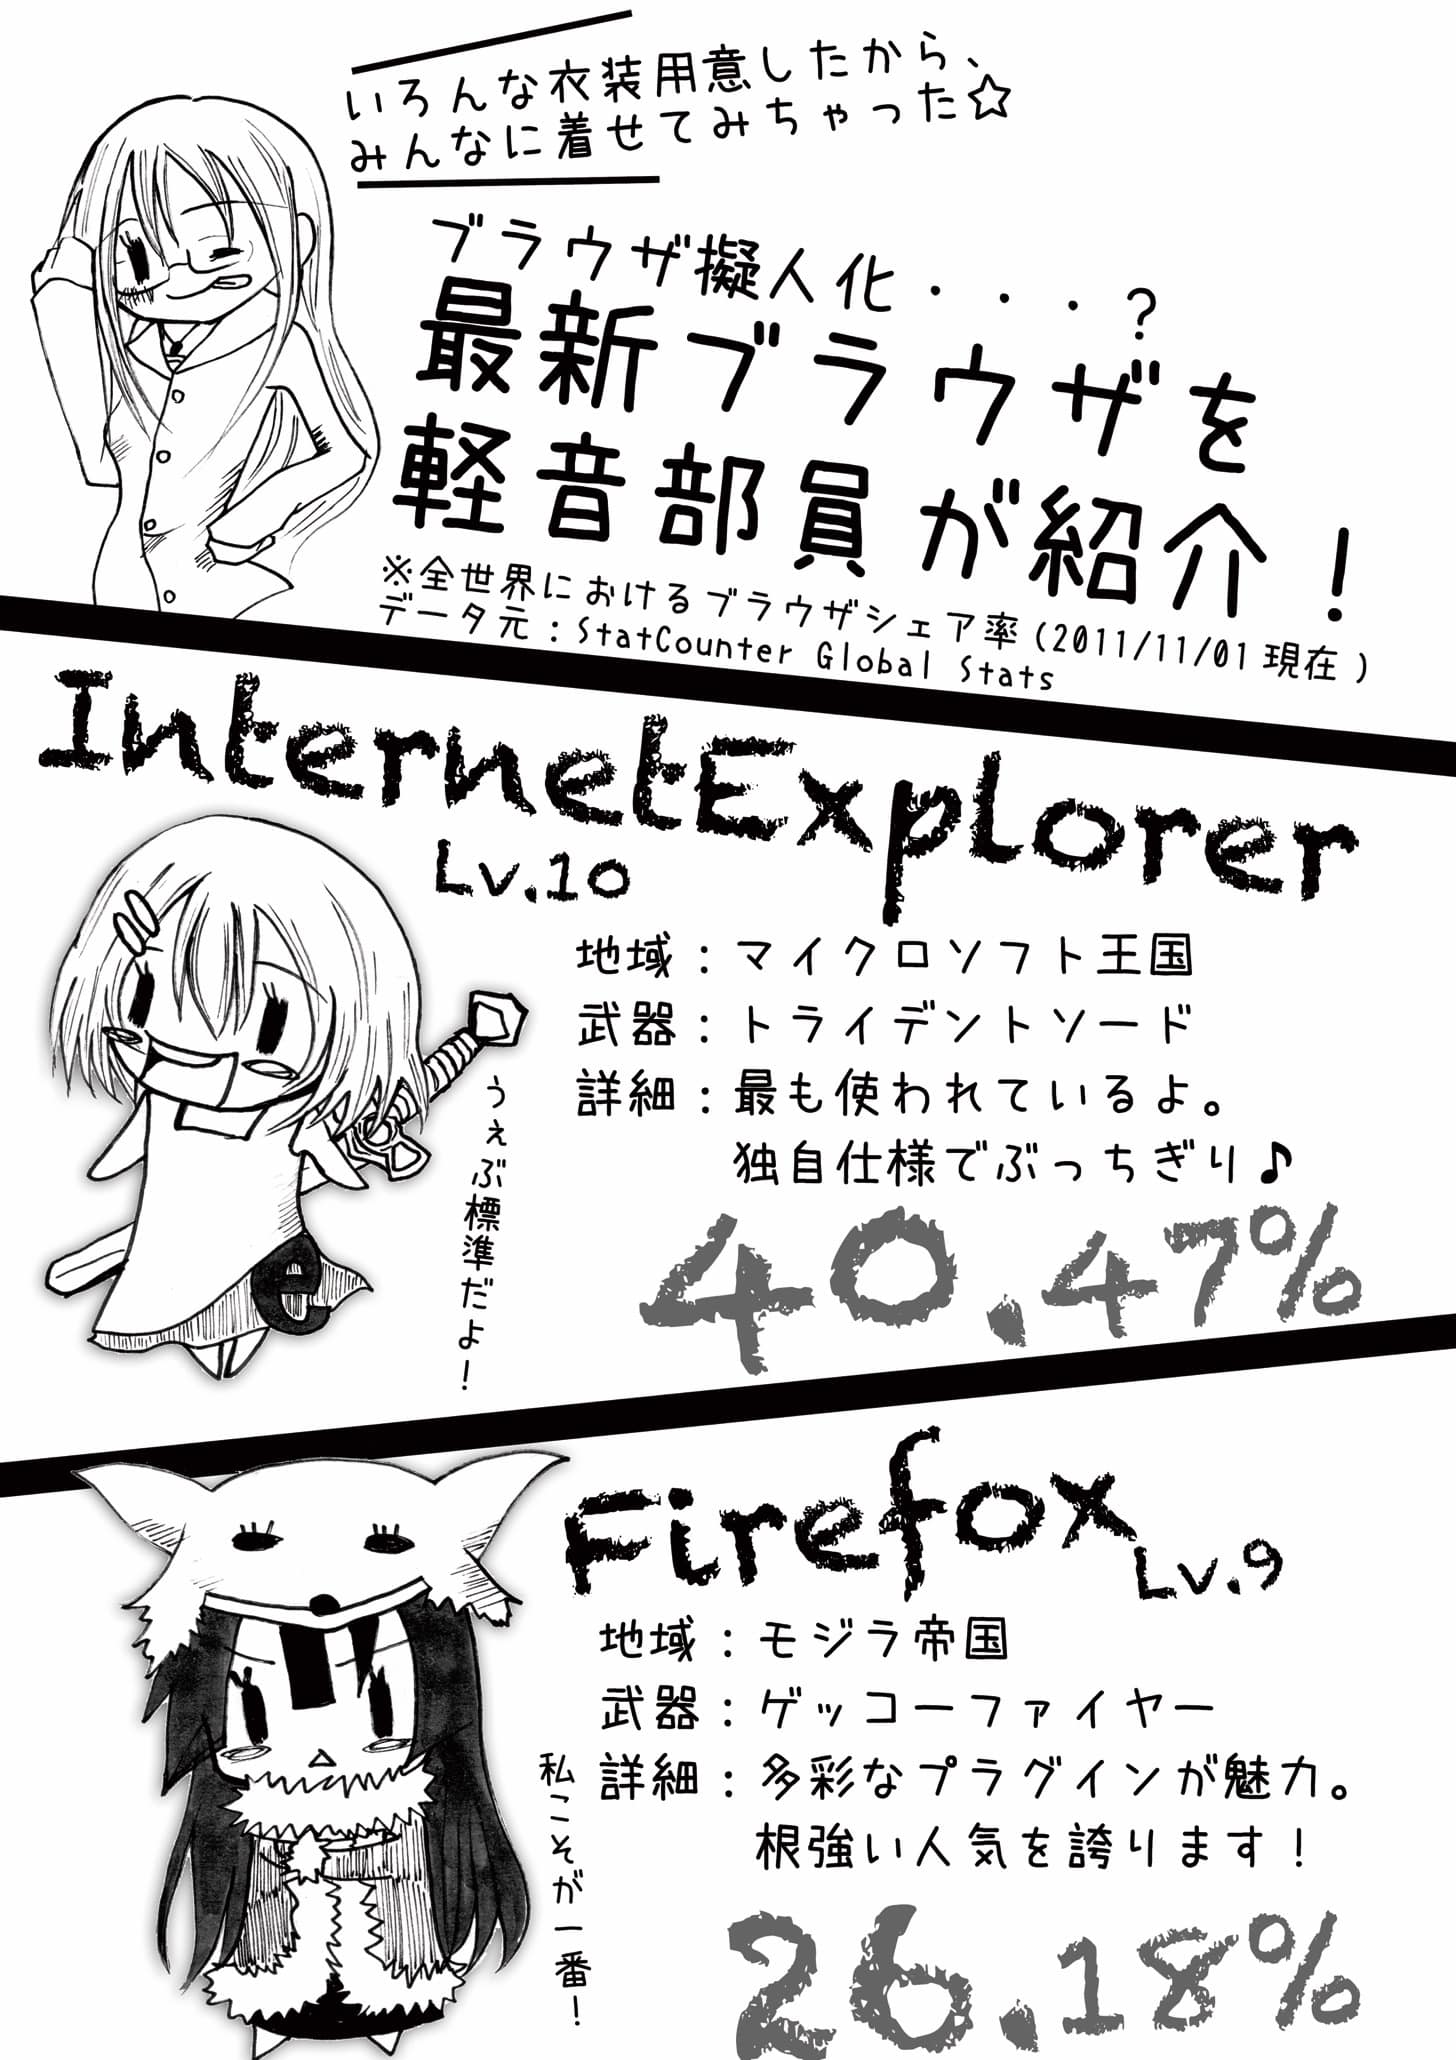 いろんな衣装用意したから、
みんなに着せてみちゃった☆
ブラウザ擬人化・・・？
最新ブラウザを
軽音部員が紹介！
※全世界におけるブラウザシェア率(2011/11/01現在)
データ元:StatCounter Global Stats
InternetExplorer
Lv.10
地域：マイクロソフト王国
武器：トライデントソード
詳細：最も使われているよ。
独自仕様でぶっちぎり♪
うぇぶ標準だよ！
e
40.47%
Firefox
Lv.9
地域：モジラ帝国
武器：ゲッコーファイヤー
詳細：多彩なプラグインが魅力。
根強い人気を誇ります！
私こそが一番！
26.18%